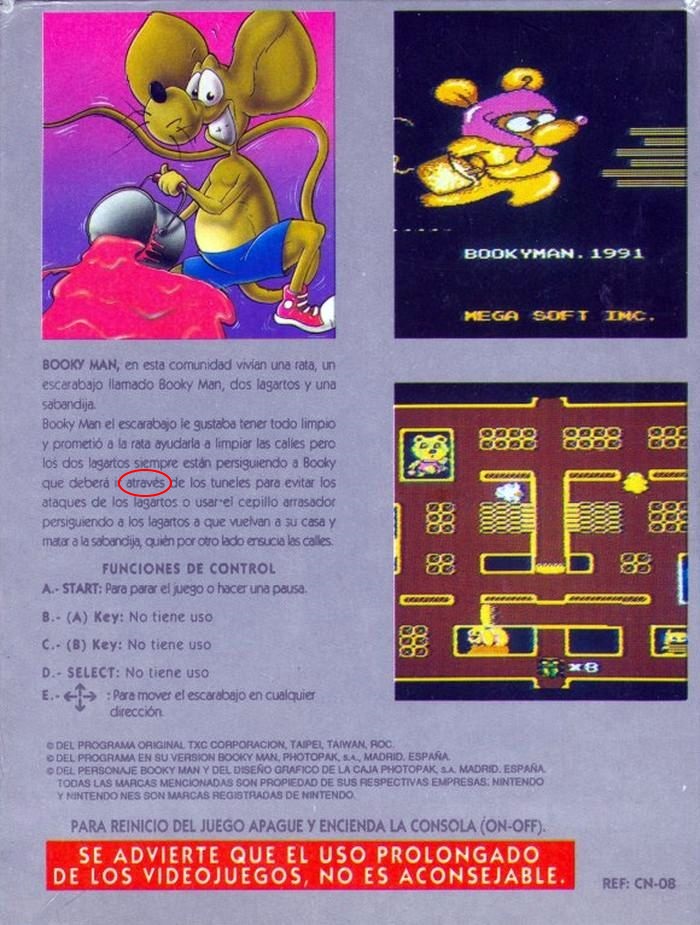 BOOKYMAN.1991
MEGA SOFT INC.
BOOKY MAN, en esta comunidad vivían una rata, un
escarabajo llamado Booky Man, dos lagartos y una
sabandija.
Booky Man el escarabajo le gustaba tener todo limpio
y prometió a la rata ayudarla a limpiar las calles pero
los dos lagartos siempre están persiguiendo a Booky
que deberá ir através de los tuneles para evitar los
ataques de los lagartos o usar el cepillo arrasador
persiguiendo a los lagartos a que vuelvan a su casa y
matar a la sabandija, quién por otro lado ensucia las calles.
FUNCIONES DE CONTROL
A.- START: Para parar el juego o hacer una pausa.
B.- (A) Key: No tiene uso
C.- (B) Key: No tiene uso
D.- SELECT: No tiene uso
E.- : Para mover el escarabajo en cualquier
dirección.
x8
© DEL PROGRAMA ORIGINAL TXC CORPORACION, TAIPEI, TAIWAN, ROC.
© DEL PROGRAMA EN SU VERSION BOOKY MAN, PHOTOPAK, s.A., MADRID. ESPAÑA.
© DEL PERSONAJE BOOKY MAN Y DEL DISEÑO GRAFICO DE LA CAJA PHOTOPAK, s.A. MADRID. ESPAÑA.
TODAS LAS MARCAS MENCIONADAS SON PROPIEDAD DE SUS RESPECTIVAS EMPRESAS: NINTENDO
Y NINTENDO NES SON MARCAS REGISTRADAS DE NINTENDO.
PARA REINICIO DEL JUEGO APAGUE Y ENCIENDA LA CONSOLA (ON-OFF).
SE ADVIERTE QUE EL USO PROLONGADO
DE LOS VIDEOJUEGOS, NO ES ACONSEJABLE.
REF: CN-08